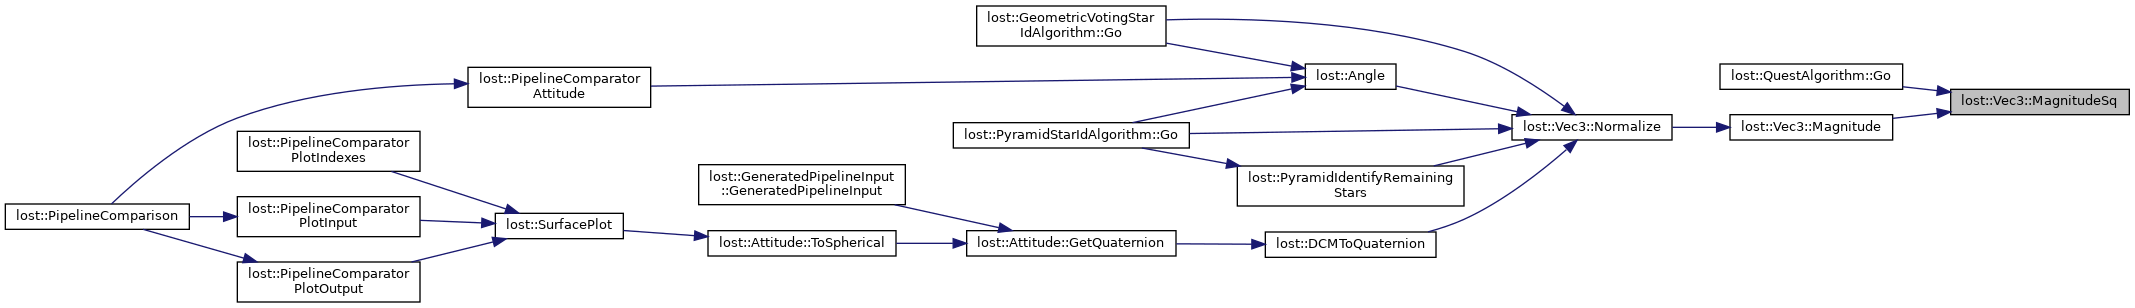 lost::GeometricVotingStar
IdAlgorithm::Go
lost::PipelineComparator
Attitude
lost::Angle
lost::QuestAlgorithm::Go
lost::Vec3::MagnitudeSq
lost::PyramidStarIdAlgorithm::Go
lost::Vec3::Normalize
lost::Vec3::Magnitude
lost::PipelineComparator
PlotIndexes
lost::GeneratedPipelineInput
::GeneratedPipelineInput
lost::PyramidIdentifyRemaining
Stars
lost::PipelineComparison
lost::PipelineComparator
PlotInput
lost::SurfacePlot
lost::Attitude::ToSpherical
lost::Attitude::GetQuaternion
lost::DCMToQuaternion
lost::PipelineComparator
PlotOutput